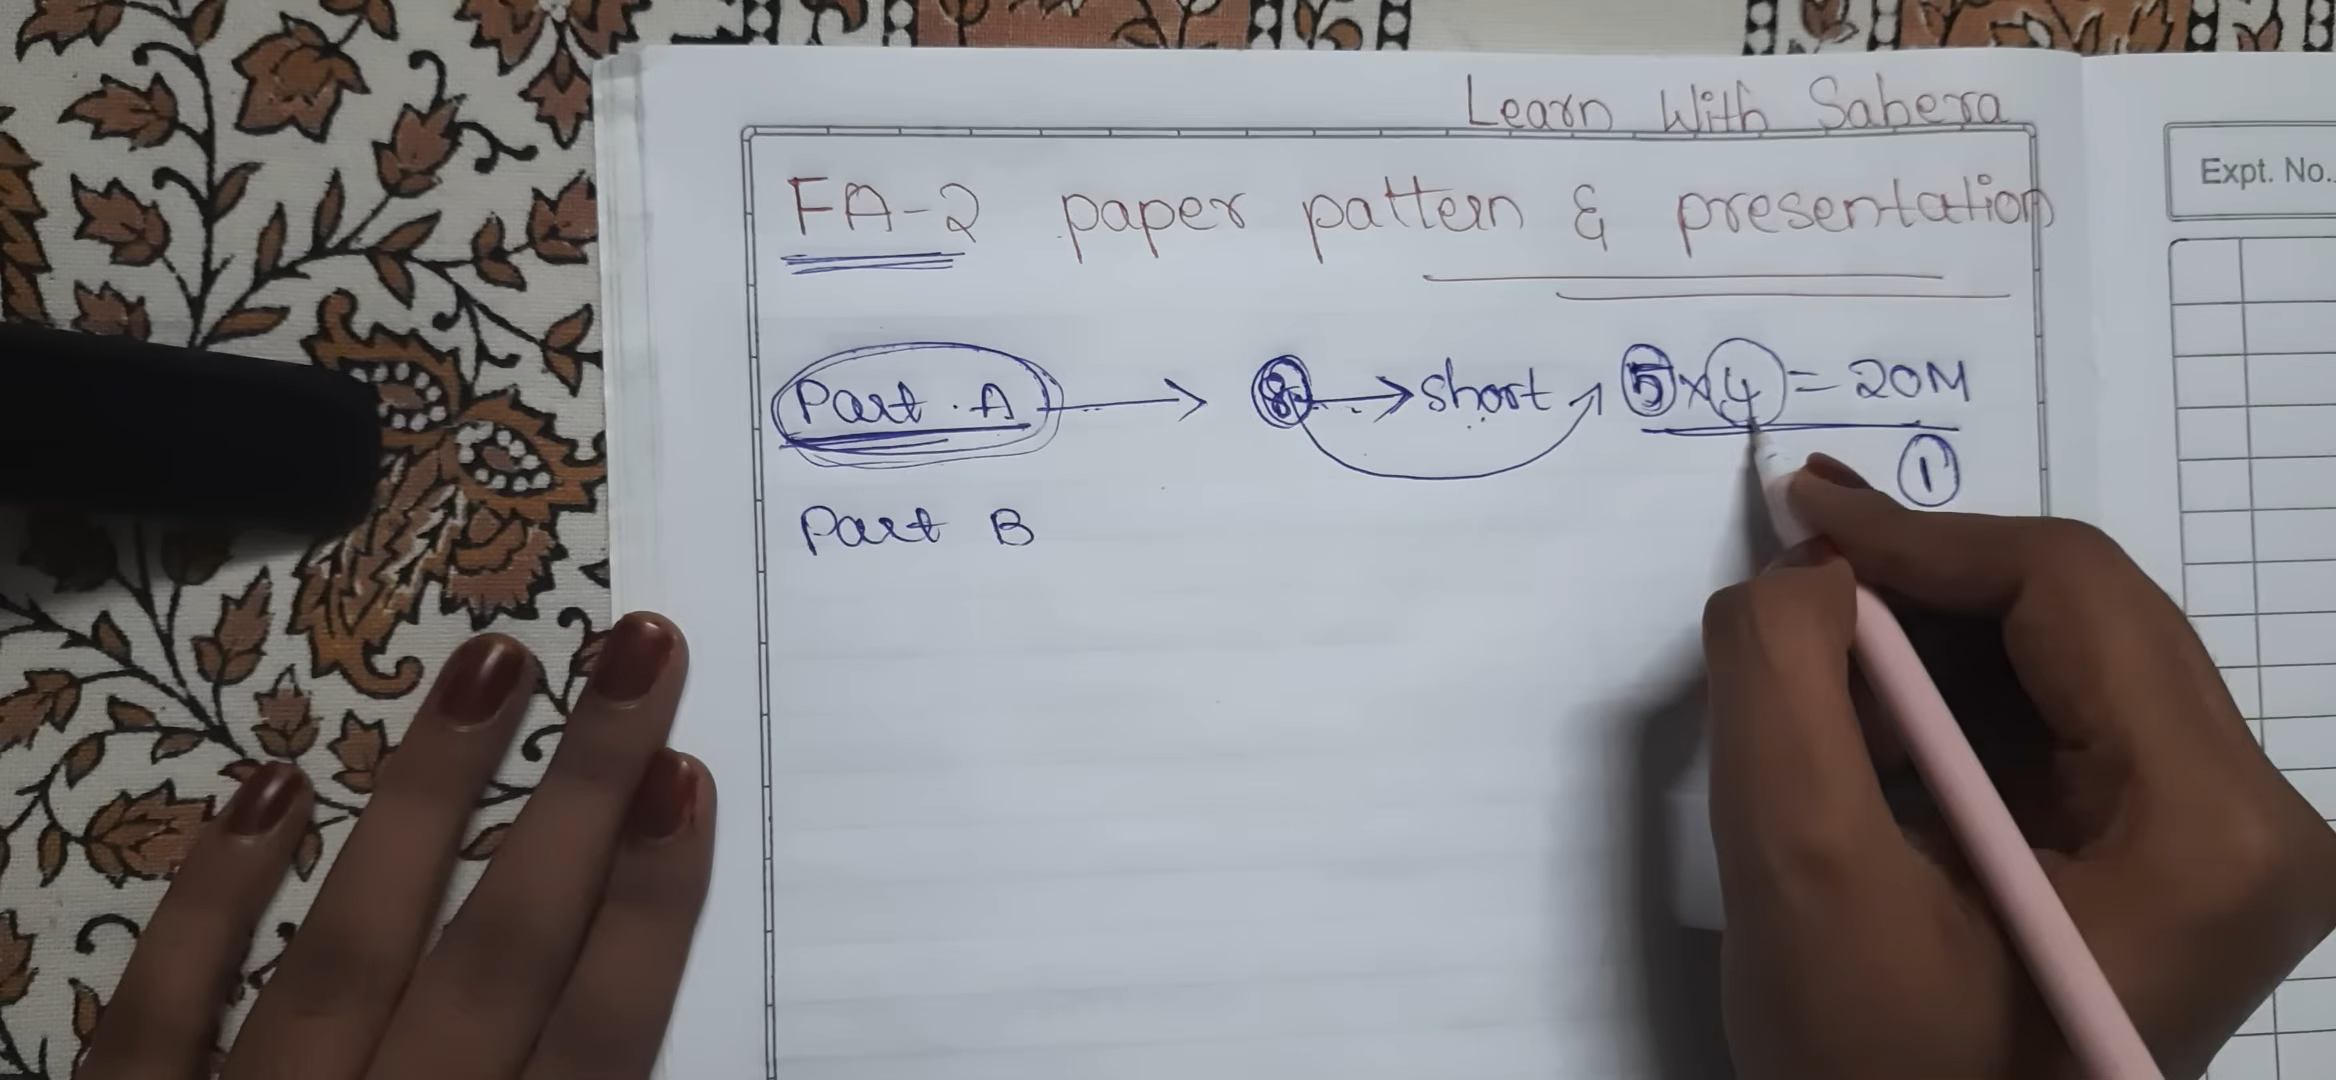 Learn With Sabera
Expt. No.
FA-2 paper pattern & presentation
Part. A → 8 → short 5×4 = 20M
1
Part B